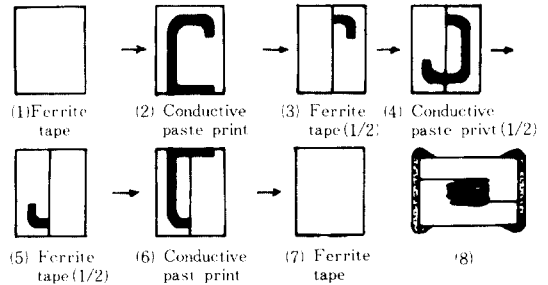 (1)Ferrite
tape
(2) Conductive
paste print
(3) Ferrite
tape(1/2)
(4) Conductive
paste privt(1/2)
(5) Ferrite
tape(1/2)
(6) Conductive
past print
(7) Ferrite
tape
(8)